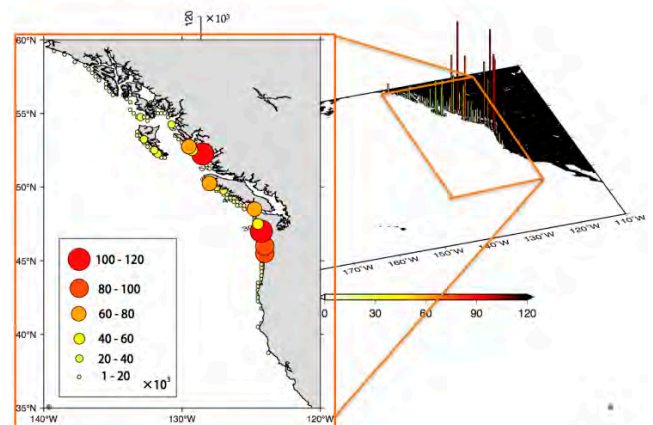 120
×10³
60°N
55°N
50°N
45°N
40°N
35°N
140°W
130°W
120°W
100 - 120
80 - 100
60 - 80
40 - 60
20 - 40
1 - 20
×10³
170°W
160°W
150°W
140°W
130°W
120°W
110°W
0
30
60
90
120